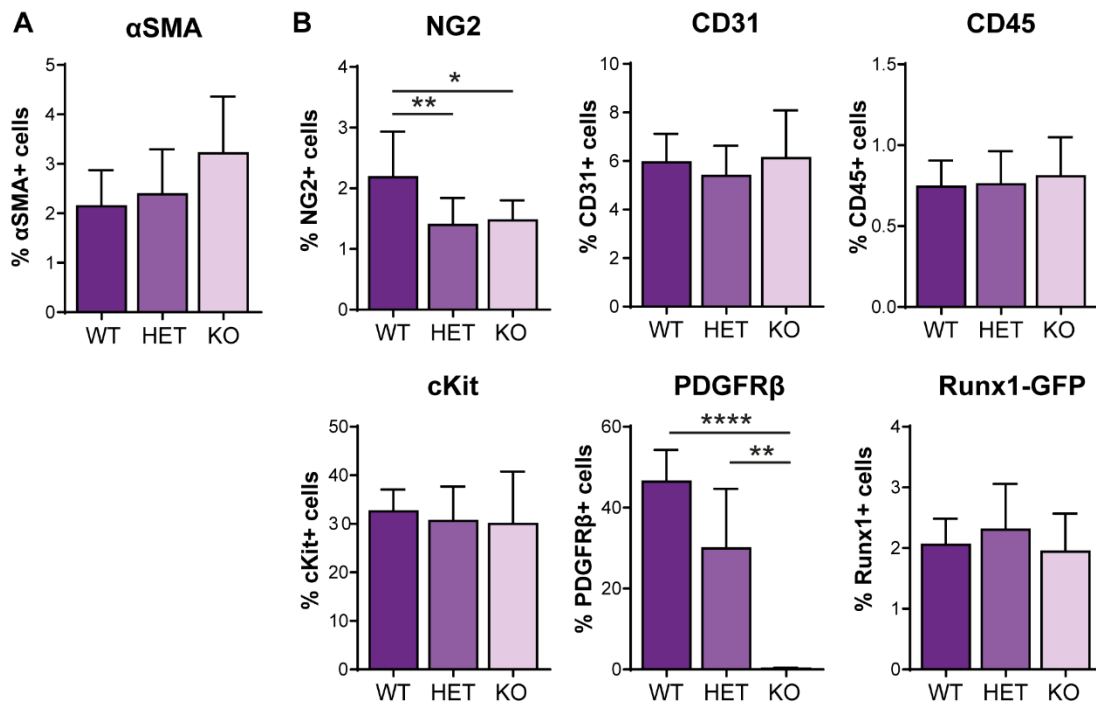 A
αSMA
% αSMA+ cells
5
4
3
2
1
0
WT HET KO
B
NG2
% NG2+ cells
4
3
2
1
0
*
**
WT HET KO
CD31
% CD31+ cells
10
8
6
4
2
0
WT HET KO
CD45
% CD45+ cells
1.5
1.0
0.5
0.0
WT HET KO
cKit
% cKit+ cells
50
40
30
20
10
0
WT HET KO
PDGFRβ
% PDGFRβ+ cells
60
40
20
0
****
**
WT HET KO
Runx1-GFP
% Runx1+ cells
4
3
2
1
0
WT HET KO